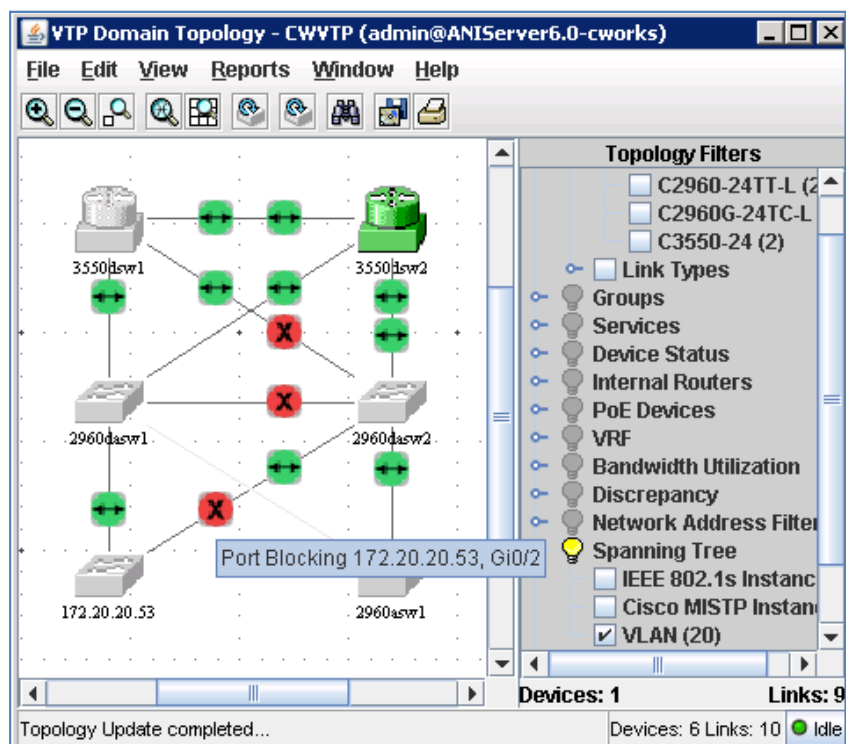 VTP Domain Topology - CWVTP (admin@ANIServer6.0-cworks)
File Edit View Reports Window Help
Topology Filters
C2960-24TT-L (2
C2960G-24TC-L
C3550-24 (2)
Link Types
Groups
Services
Device Status
Internal Routers
PoE Devices
VRF
Bandwidth Utilization
Discrepancy
Network Address Filter
Spanning Tree
IEEE 802.1s Instanc
Cisco MISTP Instan
VLAN (20)
3550dsw1
3550dsw2
X
X
2960dasw1
2960dasw2
X
Port Blocking 172.20.20.53, Gi0/2
172.20.20.53
2960asw1
Devices: 1 Links: 9
Topology Update completed...
Devices: 6 Links: 10
Idle